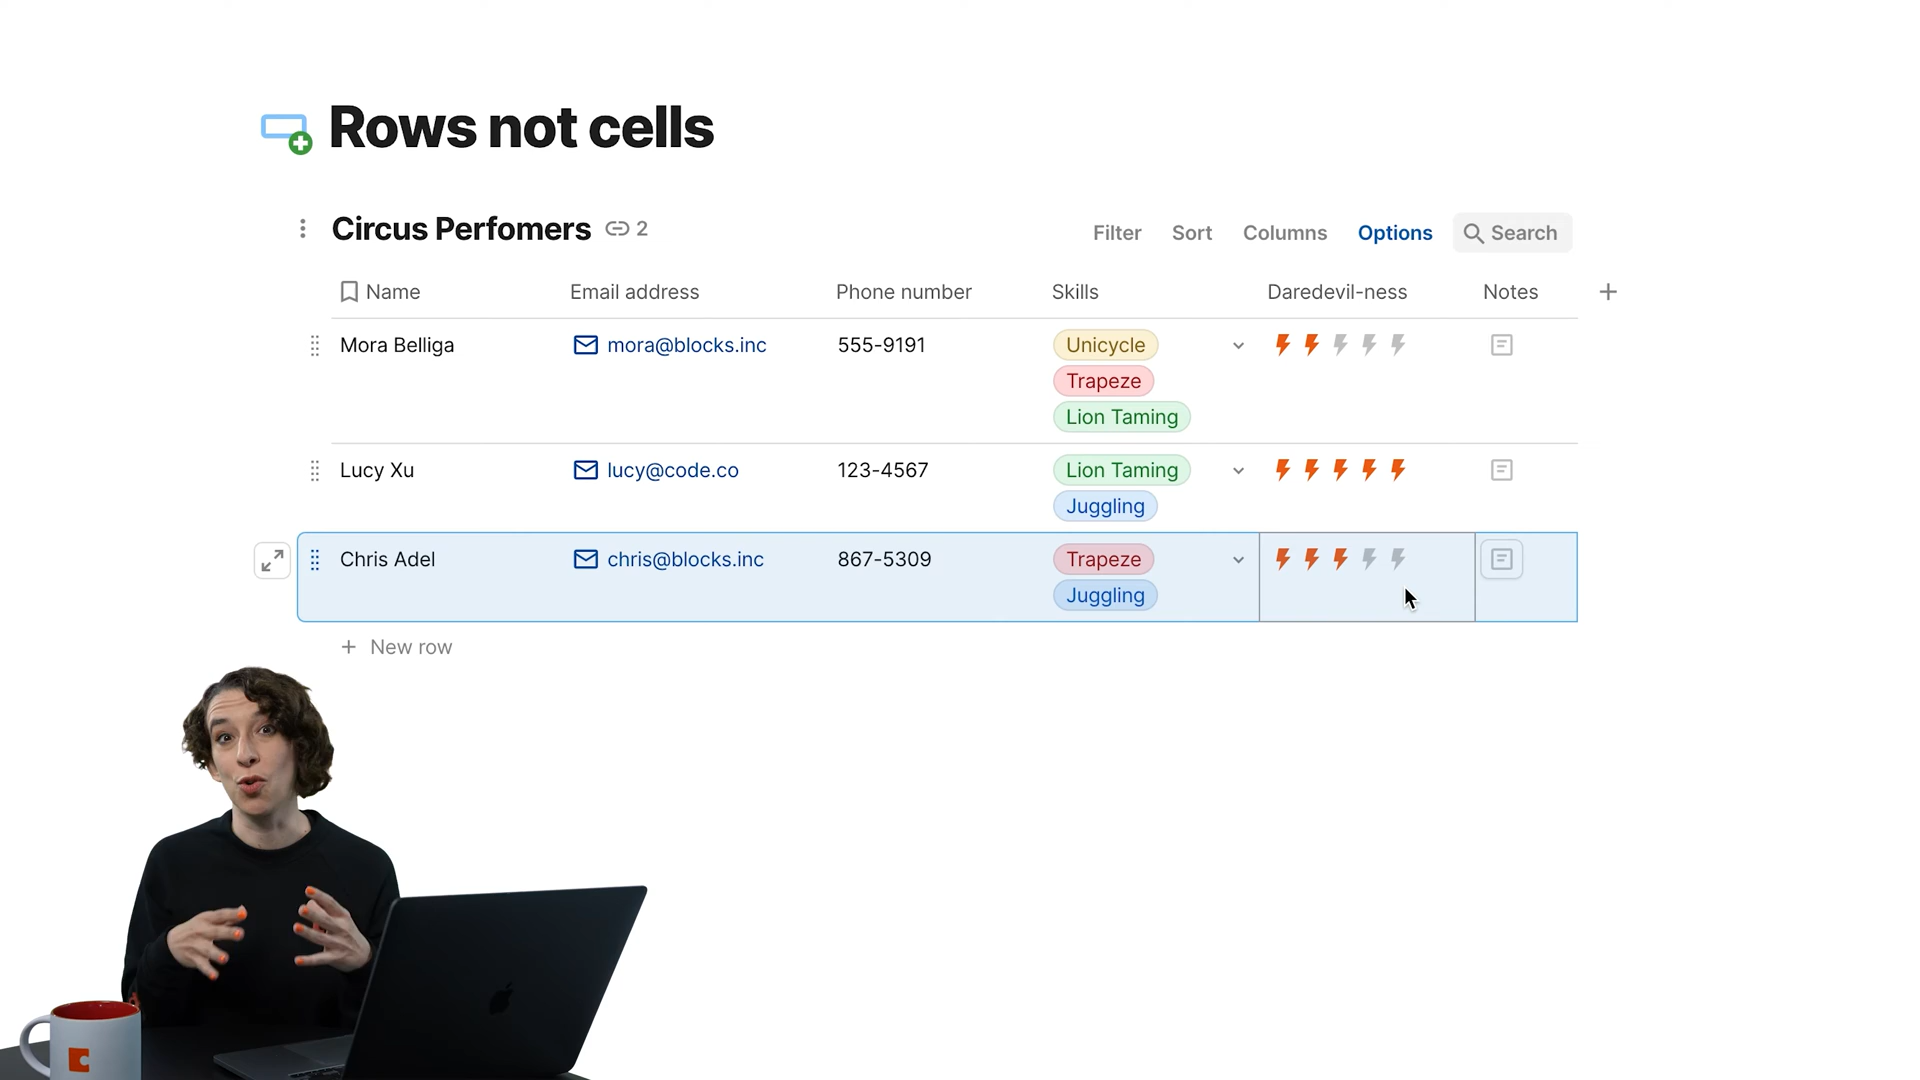 Rows not cells
Circus Perfomers 2
Filter Sort Columns Options Search
Name Email address Phone number Skills Daredevil-ness Notes
Mora Belliga mora@blocks.inc 555-9191 Unicycle
Trapeze
Lion Taming
Lucy Xu lucy@code.co 123-4567 Lion Taming
Juggling
Chris Adel chris@blocks.inc 867-5309 Trapeze
Juggling
+ New row